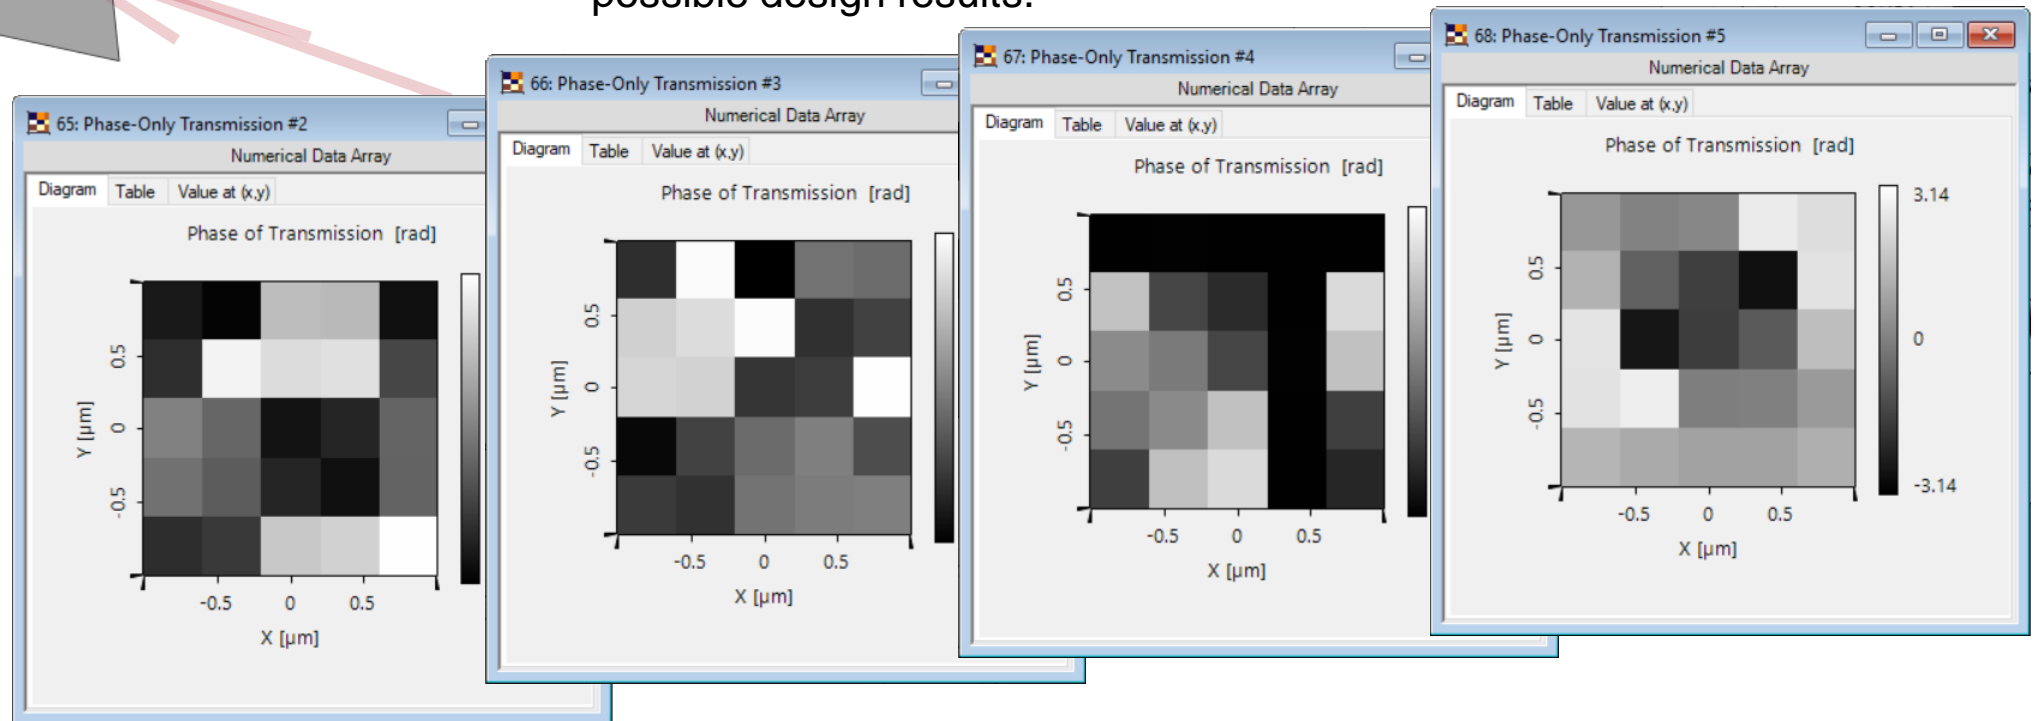 possible design results.
65: Phase-Only Transmission #2
Numerical Data Array
Diagram Table Value at (x,y)
Phase of Transmission [rad]
Y [µm]
0.5
0
-0.5
-0.5 0 0.5
X [µm]
66: Phase-Only Transmission #3
Numerical Data Array
Diagram Table Value at (x,y)
Phase of Transmission [rad]
Y [µm]
0.5
0
-0.5
-0.5 0 0.5
X [µm]
67: Phase-Only Transmission #4
Numerical Data Array
Diagram Table Value at (x,y)
Phase of Transmission [rad]
Y [µm]
0.5
0
-0.5
-0.5 0 0.5
X [µm]
68: Phase-Only Transmission #5
Numerical Data Array
Diagram Table Value at (x,y)
Phase of Transmission [rad]
Y [µm]
0.5
0
-0.5
-0.5 0 0.5
X [µm]
3.14
0
-3.14